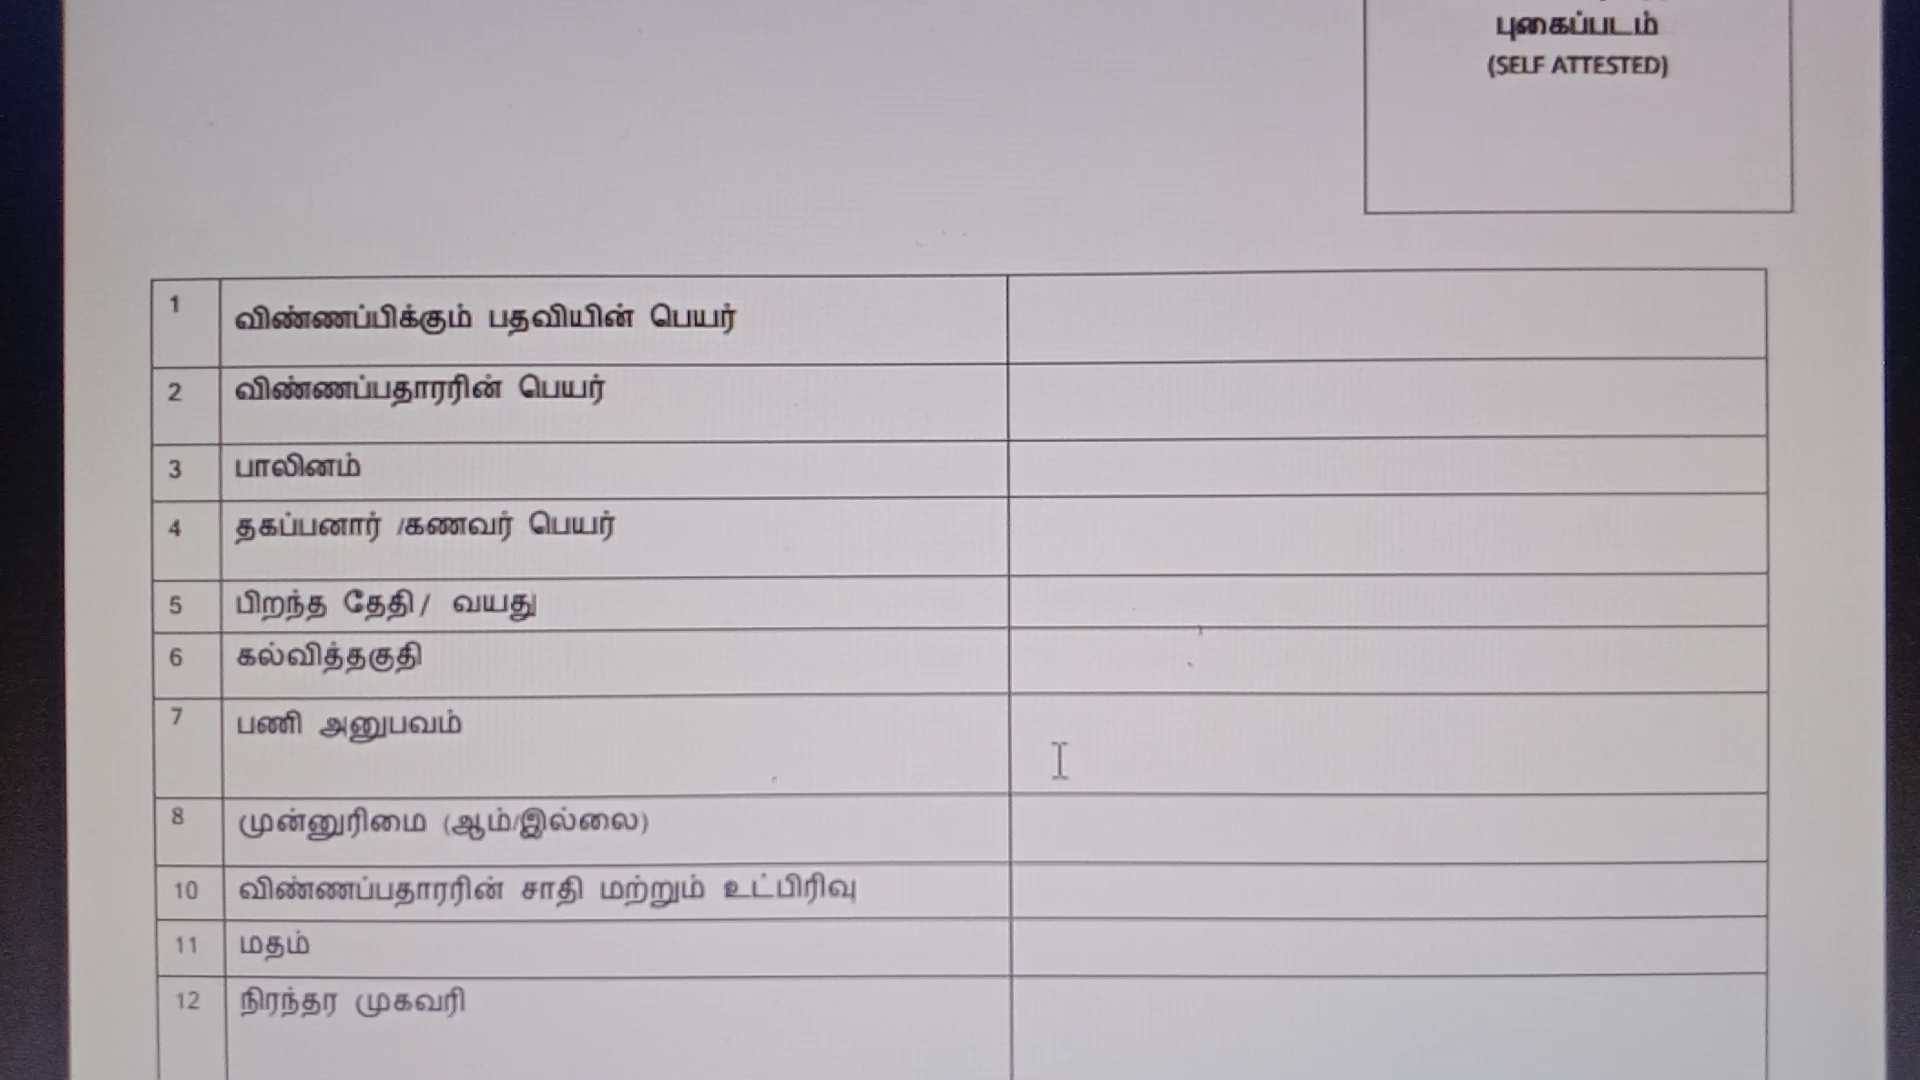 புகைப்படம்
(SELF ATTESTED)
1 விண்ணப்பிக்கும் பதவியின் பெயர்
2 விண்ணப்பதாரரின் பெயர்
3 பாலினம்
4 தகப்பனார் /கணவர் பெயர்
5 பிறந்த தேதி / வயது
6 கல்வித்தகுதி
7 பணி அனுபவம்
8 முன்னுரிமை (ஆம்/இல்லை)
10 விண்ணப்பதாரரின் சாதி மற்றும் உட்பிரிவு
11 மதம்
12 நிரந்தர முகவரி